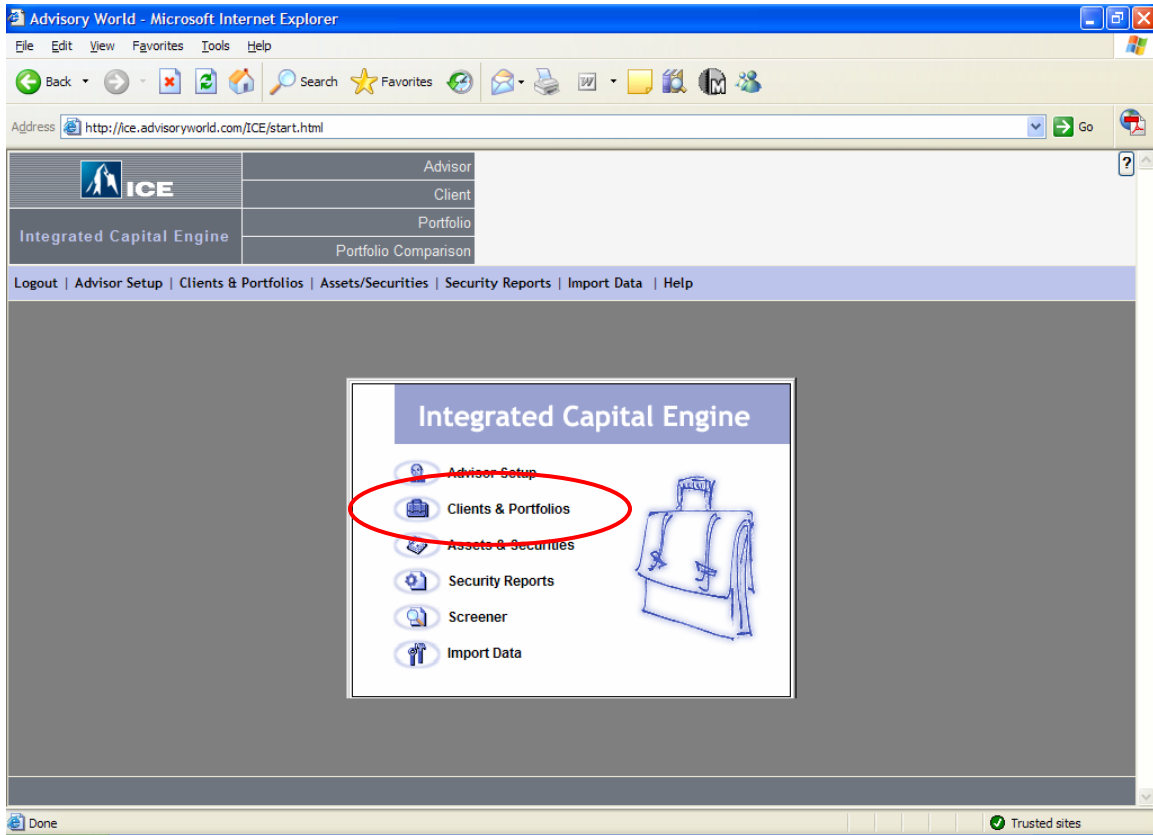 Advisory World - Microsoft Internet Explorer
File Edit View Favorites Tools Help
Back Search Favorites
Address http://ice.advisoryworld.com/ICE/start.html Go
ICE
Integrated Capital Engine
Advisor
Client
Portfolio
Portfolio Comparison
?
Logout | Advisor Setup | Clients & Portfolios | Assets/Securities | Security Reports | Import Data | Help
Integrated Capital Engine
Advisor Setup
Clients & Portfolios
Assets & Securities
Security Reports
Screener
Import Data
Done Trusted sites